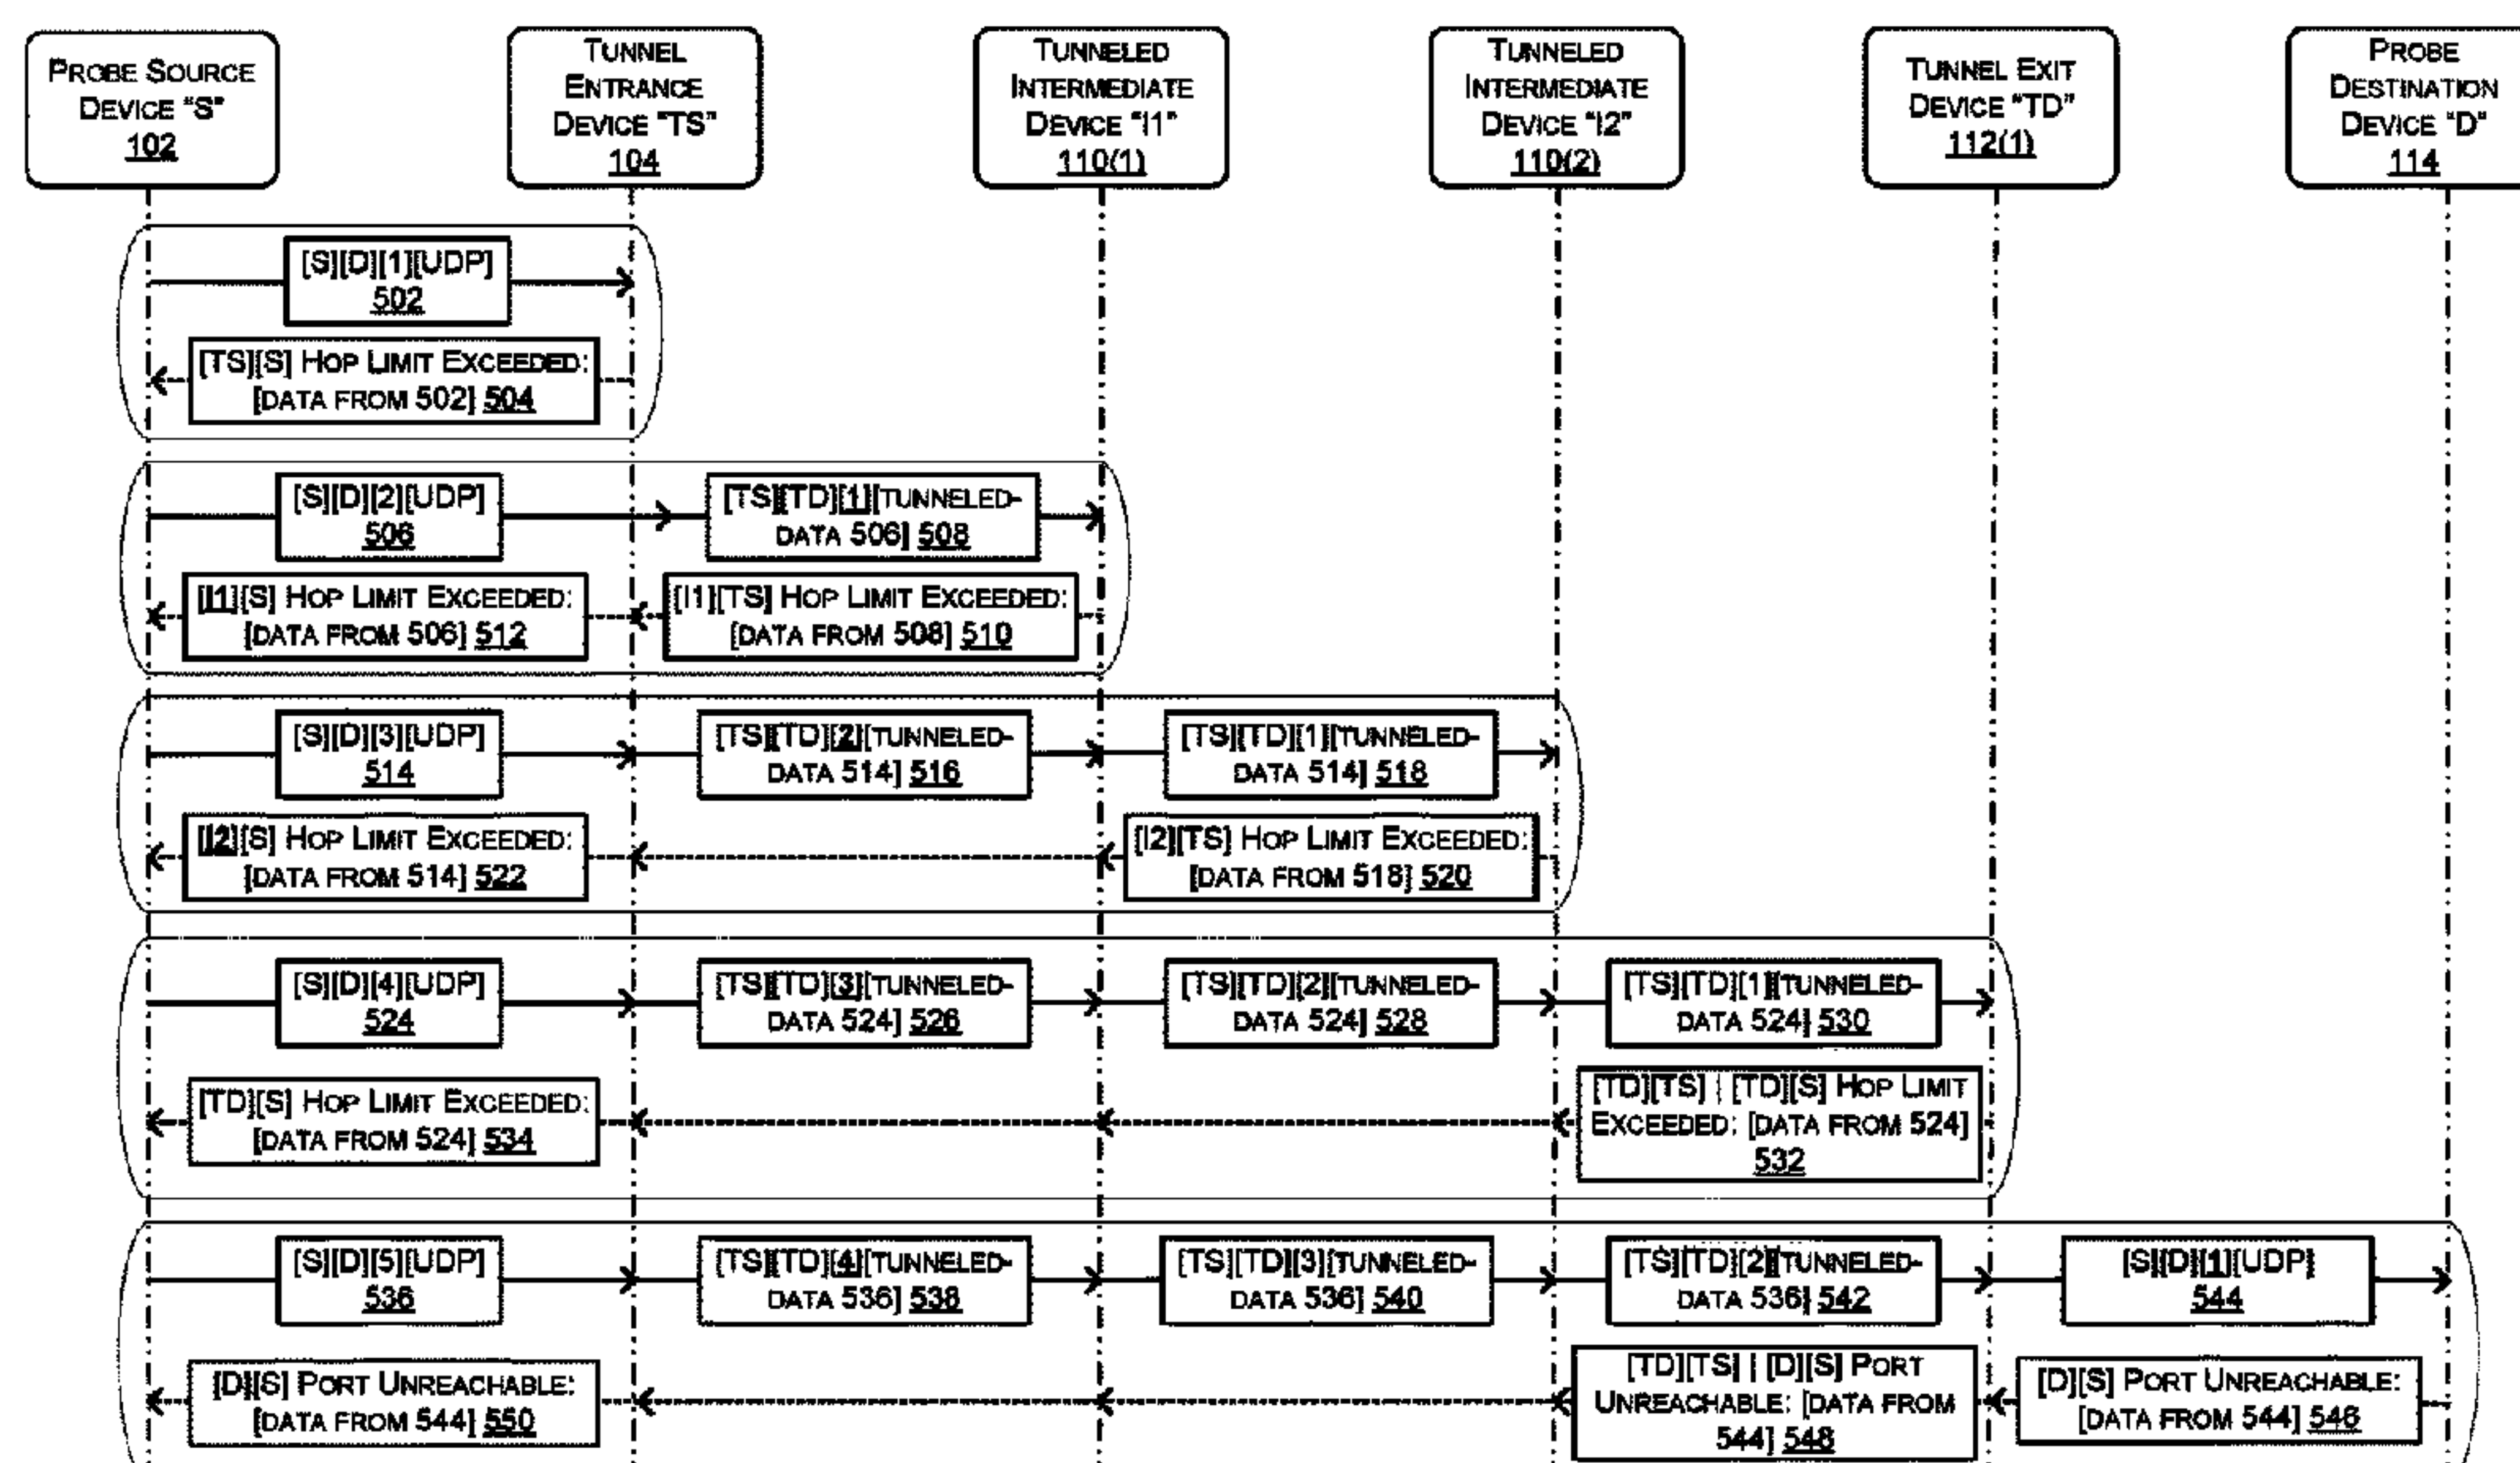 PROBE SOURCE
DEVICE "S"
102
TUNNEL
ENTRANCE
DEVICE "TS"
104
TUNNELED
INTERMEDIATE
DEVICE "I1"
110(1)
TUNNELED
INTERMEDIATE
DEVICE "I2"
110(2)
TUNNEL EXIT
DEVICE "TD"
112(1)
PROBE
DESTINATION
DEVICE "D"
114
[S][D][1][UDP]
502
[TS][S] HOP LIMIT EXCEEDED:
[DATA FROM 502] 504
[S][D][2][UDP]
506
[TS][TD][1][TUNNELED-
DATA 506] 508
[I1][S] HOP LIMIT EXCEEDED:
[DATA FROM 506] 512
[I1][TS] HOP LIMIT EXCEEDED:
[DATA FROM 508] 510
[S][D][3][UDP]
514
[TS][TD][2][TUNNELED-
DATA 514] 516
[TS][TD][1][TUNNELED-
DATA 514] 518
[I2][S] HOP LIMIT EXCEEDED:
[DATA FROM 514] 522
[I2][TS] HOP LIMIT EXCEEDED:
[DATA FROM 518] 520
[S][D][4][UDP]
524
[TS][TD][3][TUNNELED-
DATA 524] 526
[TS][TD][2][TUNNELED-
DATA 524] 528
[TS][TD][1][TUNNELED-
DATA 524] 530
[TD][S] HOP LIMIT EXCEEDED:
[DATA FROM 524] 534
[TD][TS] | [TD][S] HOP LIMIT
EXCEEDED: [DATA FROM 524]
532
[S][D][5][UDP]
536
[TS][TD][4][TUNNELED-
DATA 536] 538
[TS][TD][3][TUNNELED-
DATA 536] 540
[TS][TD][2][TUNNELED-
DATA 536] 542
[S][D][1][UDP]
544
[D][S] PORT UNREACHABLE:
[DATA FROM 544] 550
[TD][TS] | [D][S] PORT
UNREACHABLE: [DATA FROM
544] 548
[D][S] PORT UNREACHABLE:
[DATA FROM 544] 546